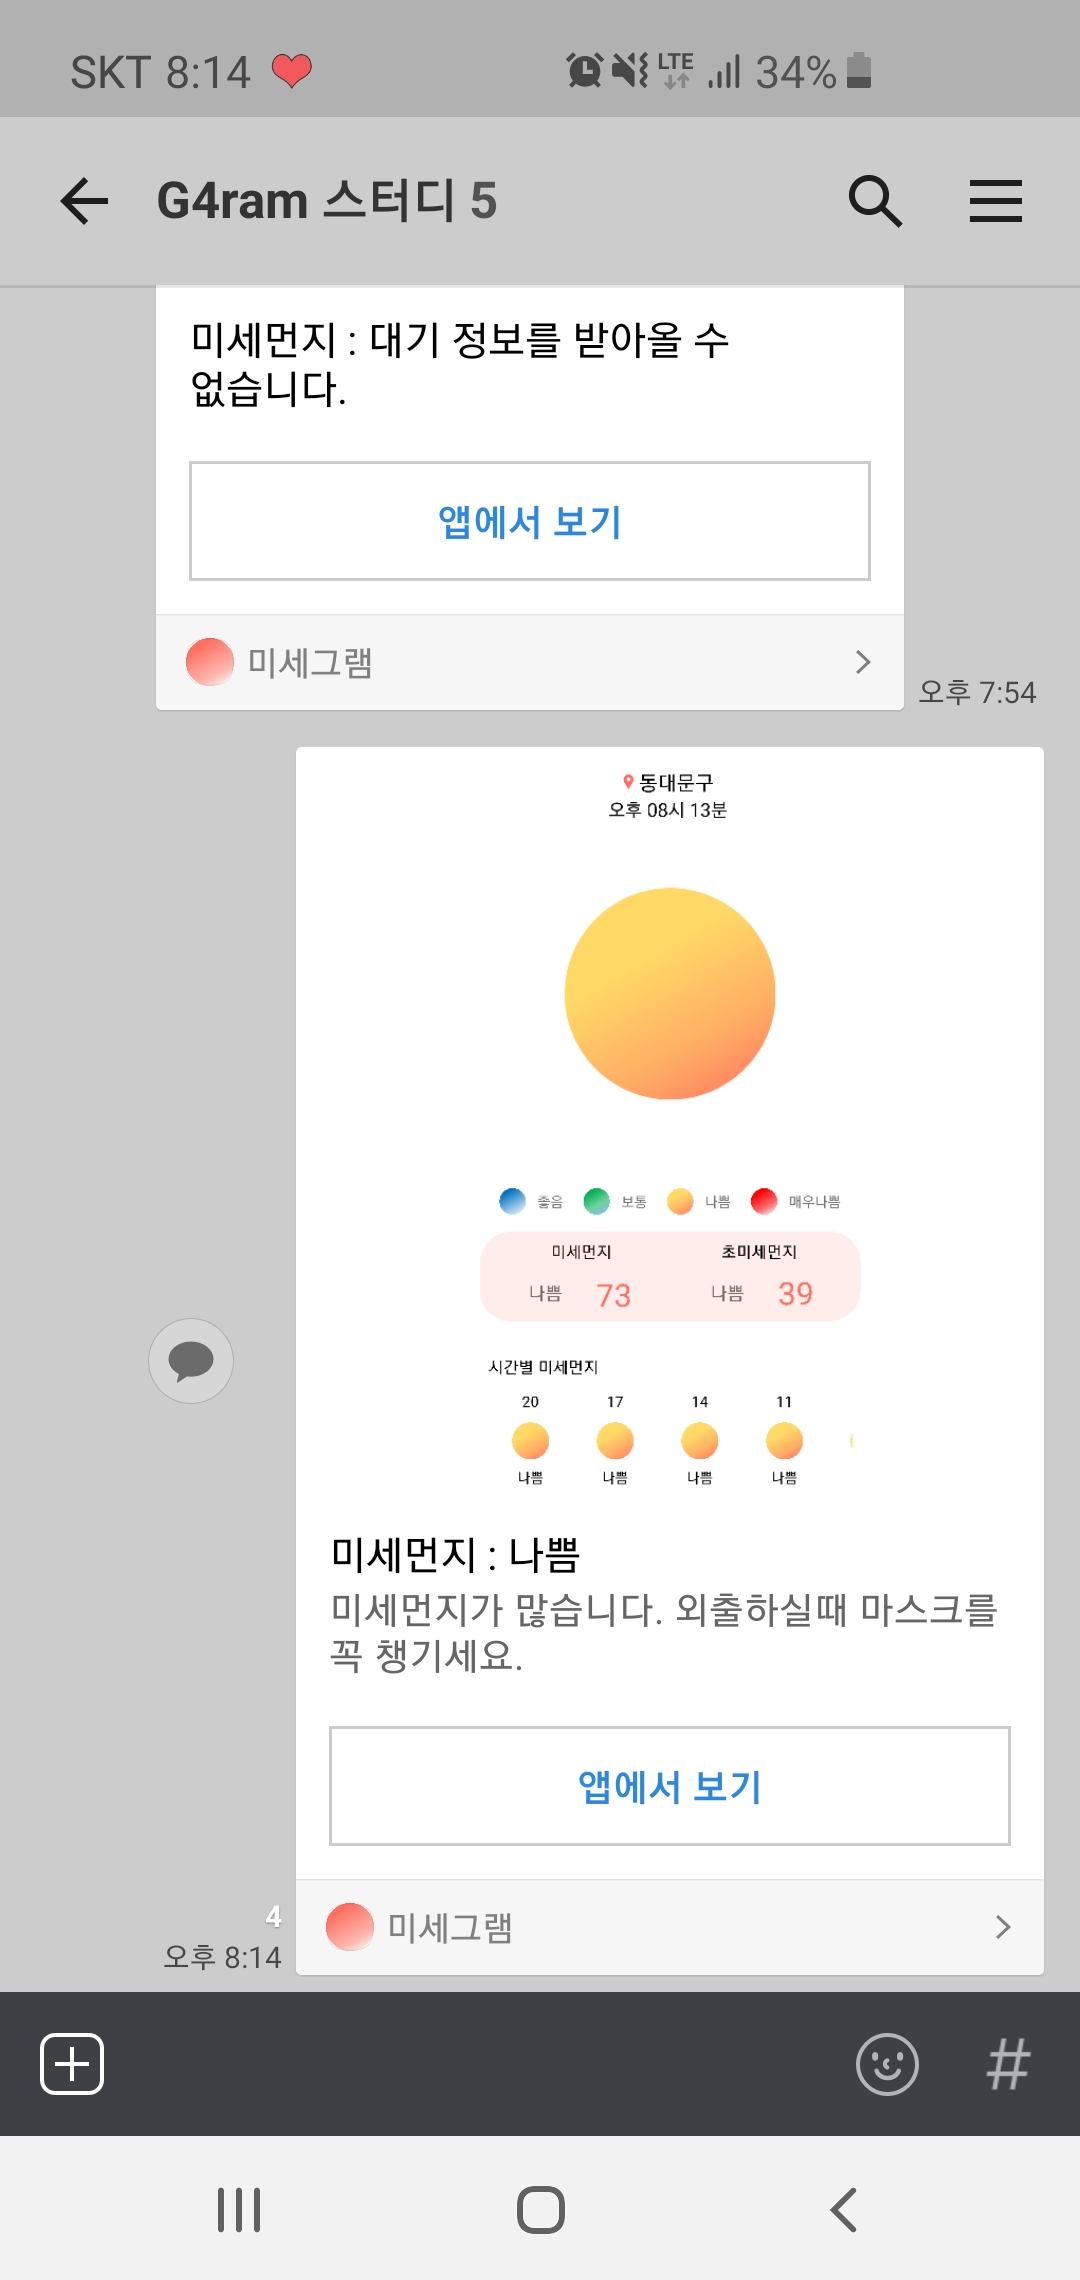 SKT 8:14 LTE 34%
G4ram 스터디 5
미세먼지 : 대기 정보를 받아올 수
없습니다.
앱에서 보기
미세그램
오후 7:54
동대문구
오후 08시 13분
좋음 보통 나쁨 매우나쁨
미세먼지 초미세먼지
나쁨 73 나쁨 39
시간별 미세먼지
20 17 14 11
나쁨 나쁨 나쁨 나쁨
미세먼지 : 나쁨
미세먼지가 많습니다. 외출하실때 마스크를
꼭 챙기세요.
앱에서 보기
미세그램
4
오후 8:14
#